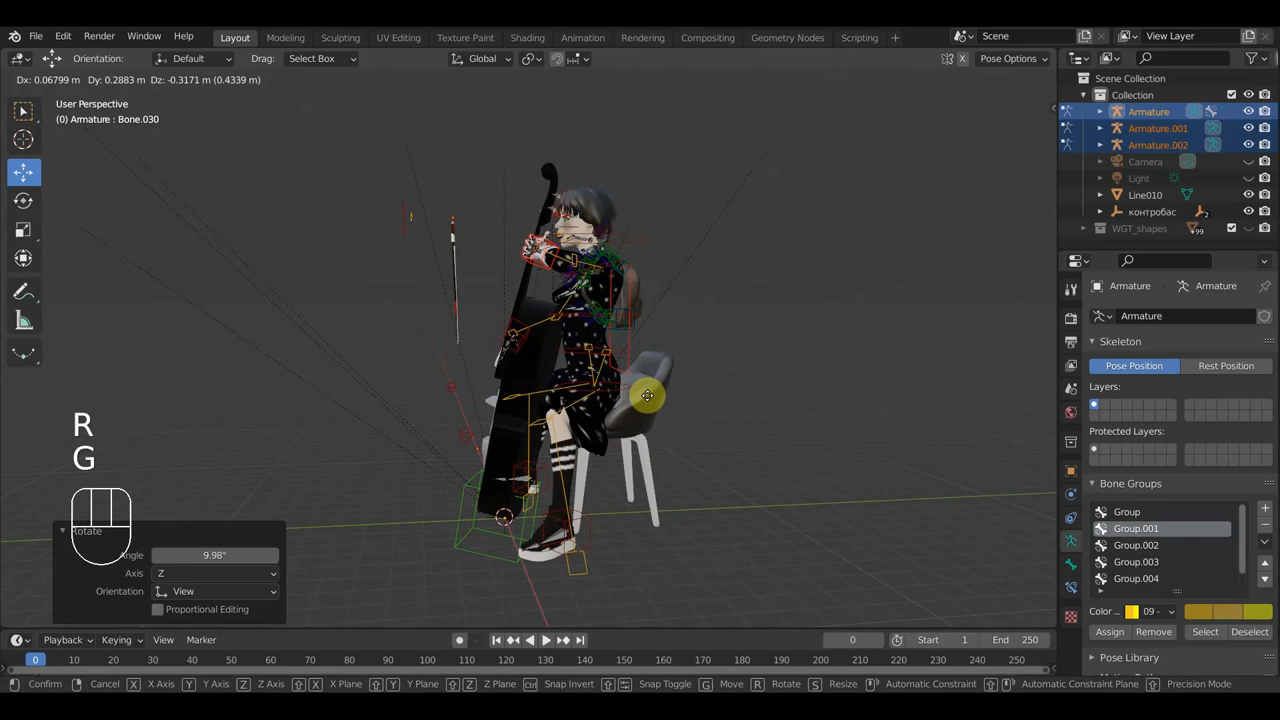 File Edit Render Window Help Layout Modeling Sculpting UV Editing Texture Paint Shading Animation Rendering Compositing Geometry Nodes Scripting + Scene View Layer
Orientation: Default Drag: Select Box Global X Pose Options
Dx: 0.06799 m Dy: 0.2883 m Dz: -0.3171 m (0.4339 m)
User Perspective
(0) Armature : Bone.030
Scene Collection
Collection
Armature
Armature.001
Armature.002
Camera
Light
Line010
контробас 2
WGT_shapes +99
Armature Armature
Armature
Skeleton
Pose Position Rest Position
Layers:
Protected Layers:
Bone Groups
Group
Group.001
Group.002
Group.003
Group.004
Color 09 -
Assign Remove Select Deselect
Pose Library
R
G
Rotate
Angle 9.98°
Axis Z
Orientation View
Proportional Editing
Playback Keying View Marker 0 Start 1 End 250
0 10 20 30 40 50 60 70 80 90 100 110 120 130 140 150 160 170 180 190 200 210 220 230 240 250
Confirm Cancel X X Axis Y Y Axis Z Z Axis X X Plane Y Y Plane Z Z Plane Ctrl Snap Invert Snap Toggle G Move R Rotate S Resize Automatic Constraint Automatic Constraint Plane Precision Mode